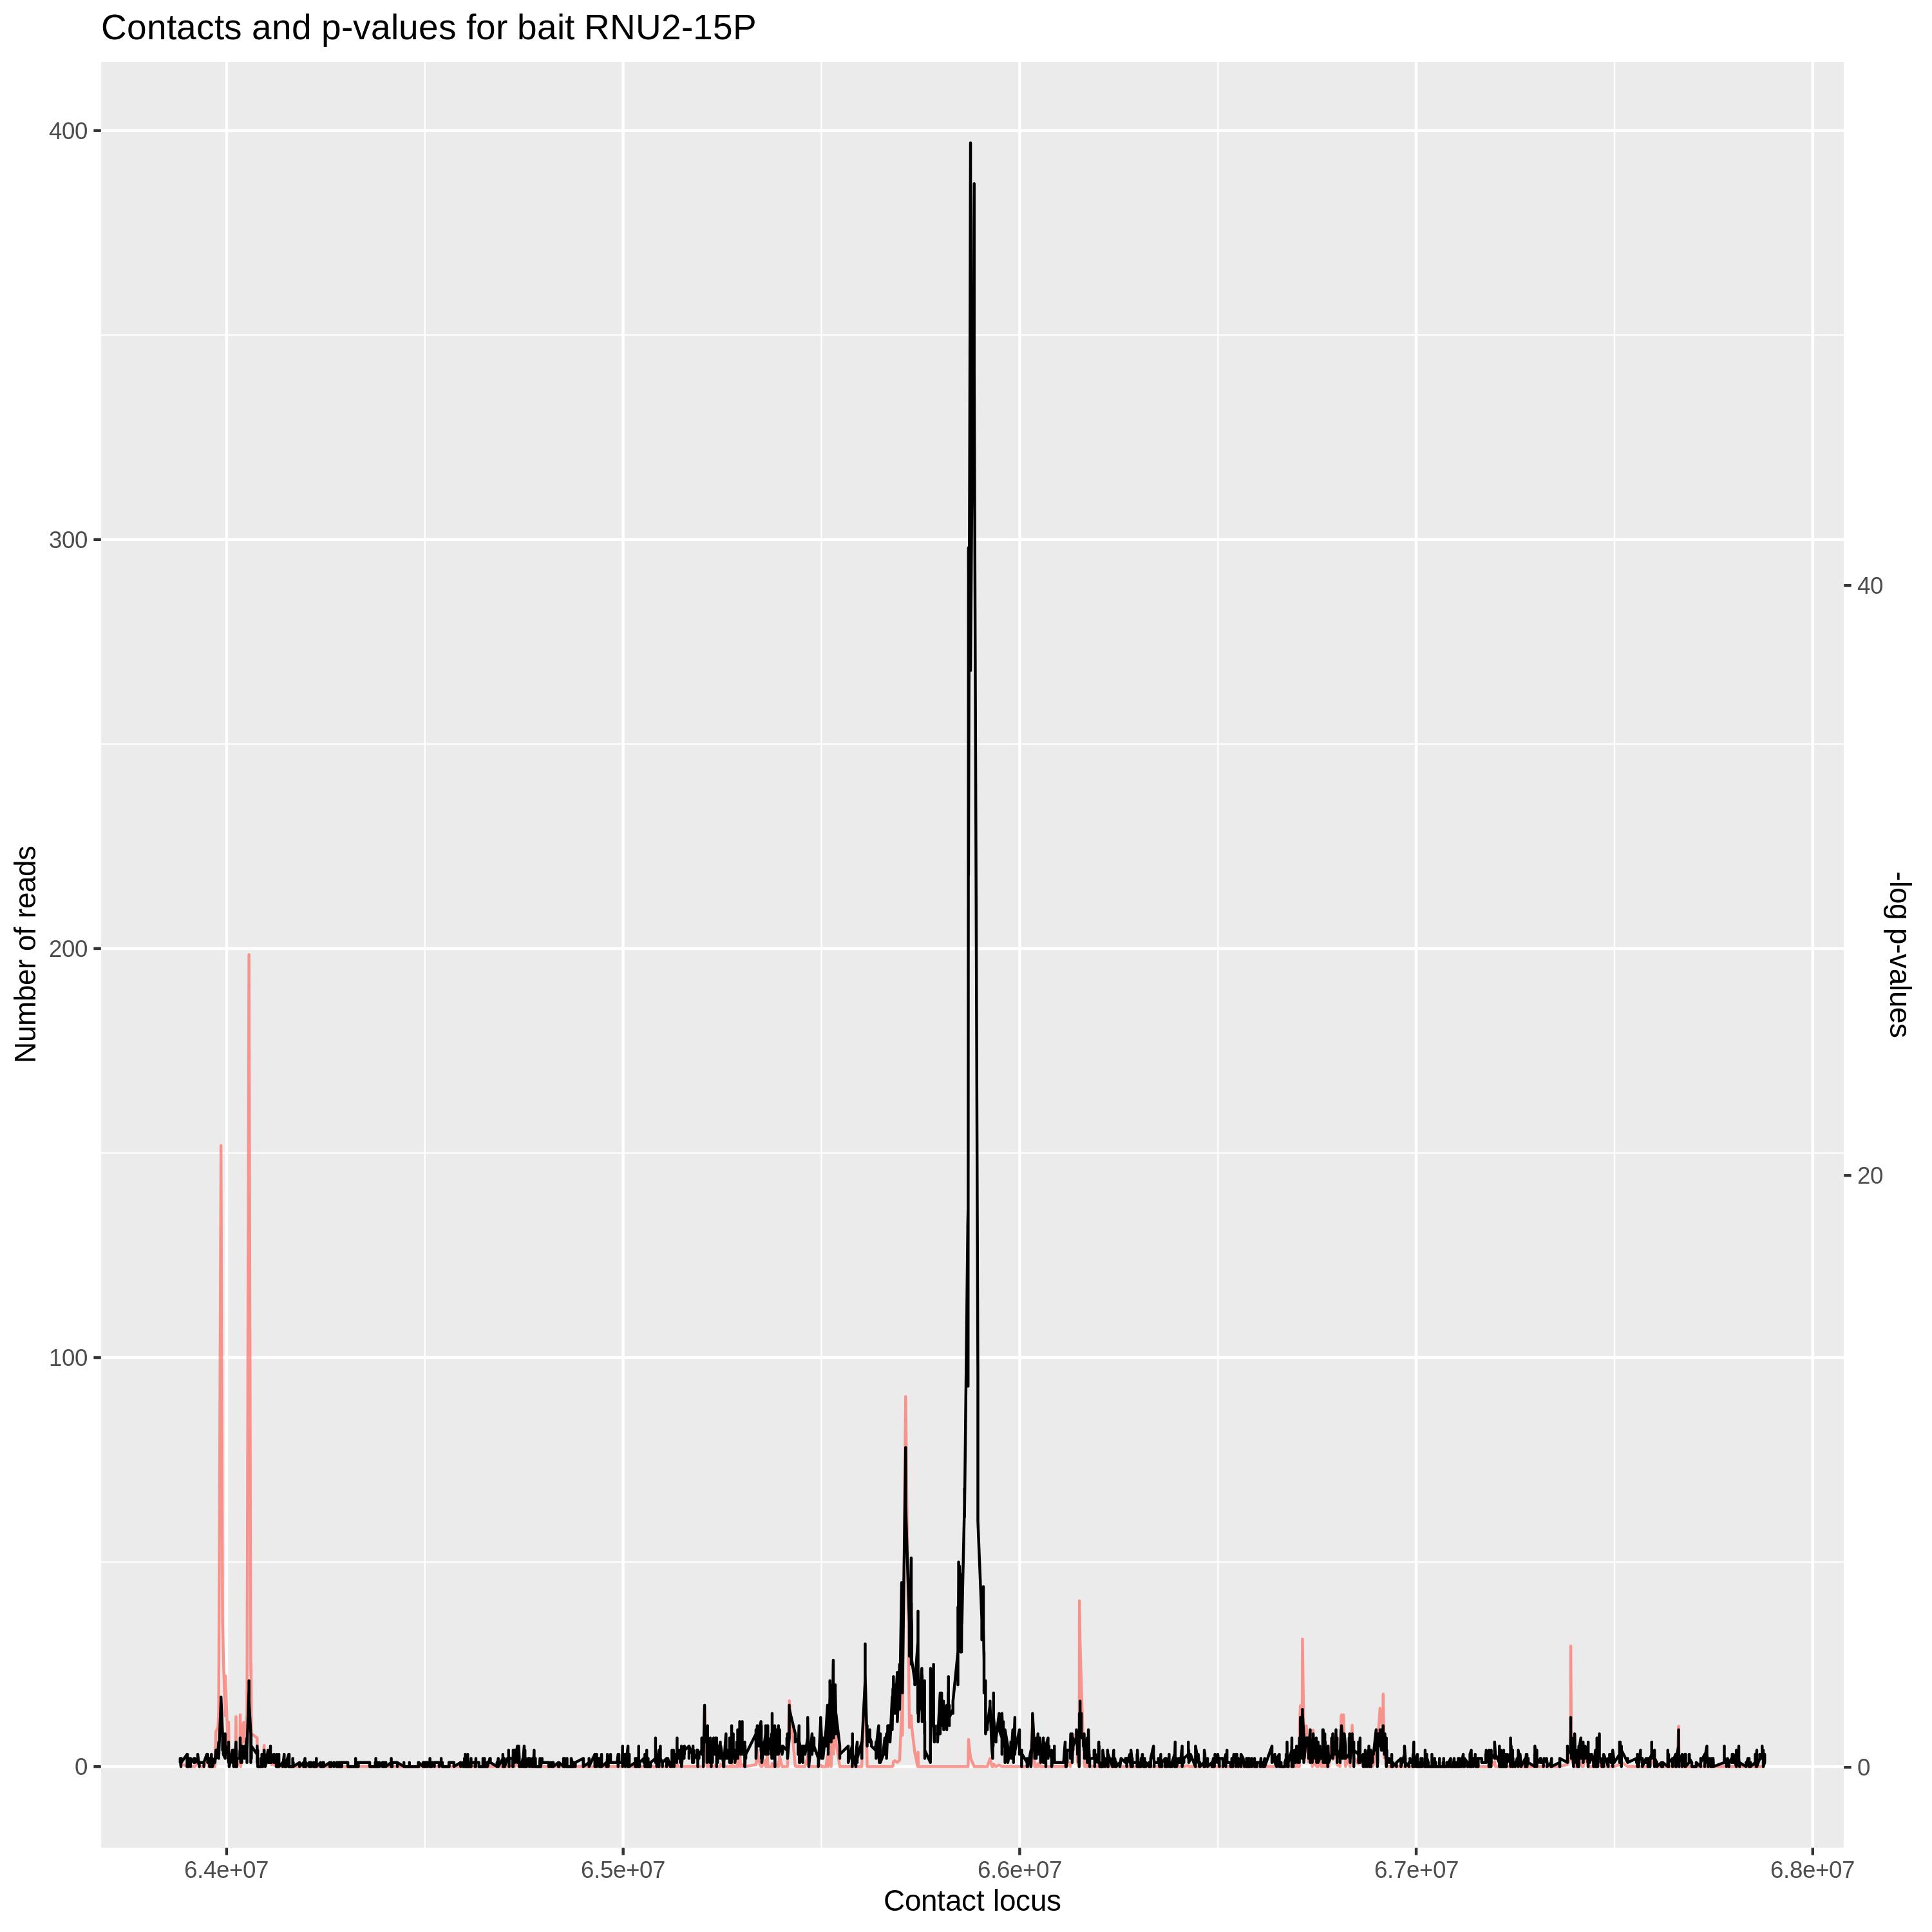 Contacts and p-values for bait RNU2-15P
400
300
200
100
0
Number of reads
40
20
0
-log p-values
6.4e+07
6.5e+07
6.6e+07
6.7e+07
6.8e+07
Contact locus